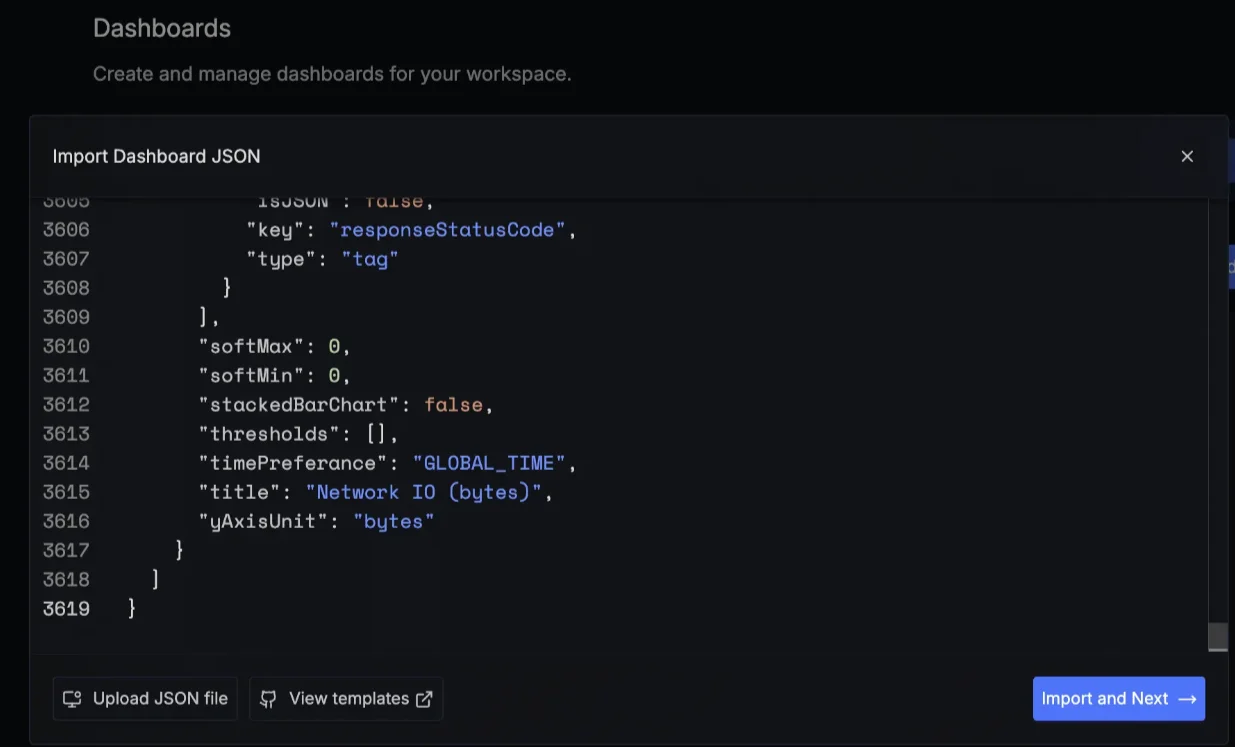 Dashboards
Create and manage dashboards for your workspace.
Import Dashboard JSON
3605 "isJSON": false,
3606 "key": "responseStatusCode",
3607 "type": "tag"
3608 }
3609 ],
3610 "softMax": 0,
3611 "softMin": 0,
3612 "stackedBarChart": false,
3613 "thresholds": [],
3614 "timePreferance": "GLOBAL_TIME",
3615 "title": "Network IO (bytes)",
3616 "yAxisUnit": "bytes"
3617 }
3618 ]
3619 }
Upload JSON file View templates Import and Next →